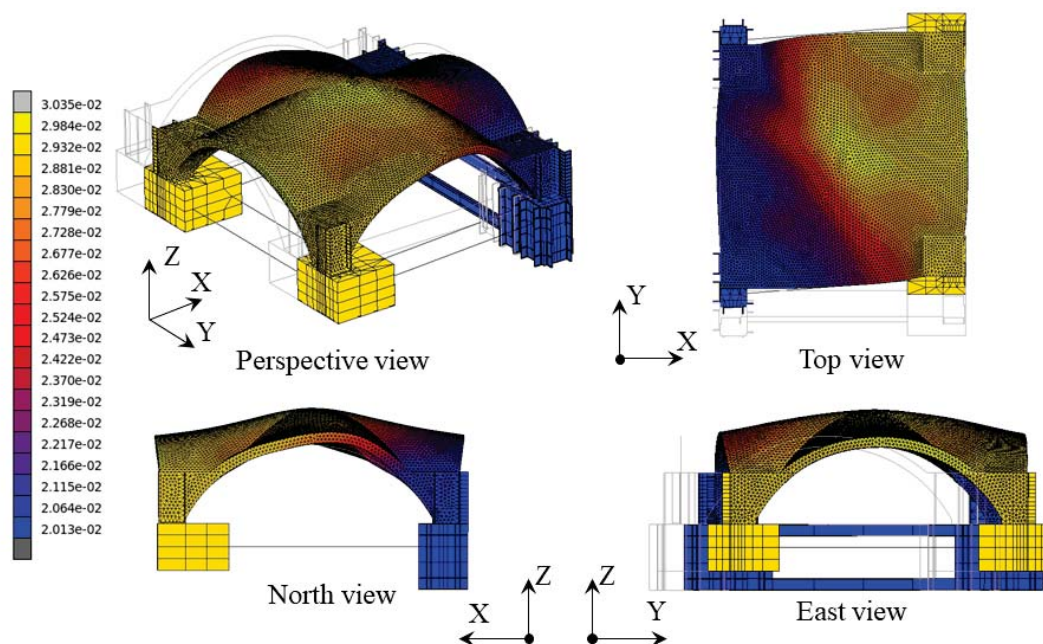 3.035e-02
2.984e-02
2.932e-02
2.881e-02
2.830e-02
2.779e-02
2.728e-02
2.677e-02
2.626e-02
2.575e-02
2.524e-02
2.473e-02
2.422e-02
2.370e-02
2.319e-02
2.268e-02
2.217e-02
2.166e-02
2.115e-02
2.064e-02
2.013e-02
Z
X
Y
Perspective view
Y
X
Top view
North view
Z
X
Z
Y
East view